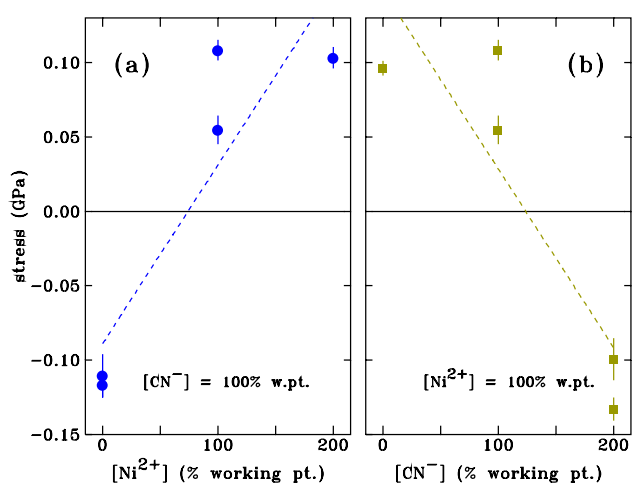 (a)
(b)
stress (GPa)
0.10
0.05
0.00
−0.05
−0.10
−0.15
[CN⁻] = 100% w.pt.
[Ni²⁺] = 100% w.pt.
0 100 200
0 100 200
[Ni²⁺] (% working pt.)
[CN⁻] (% working pt.)